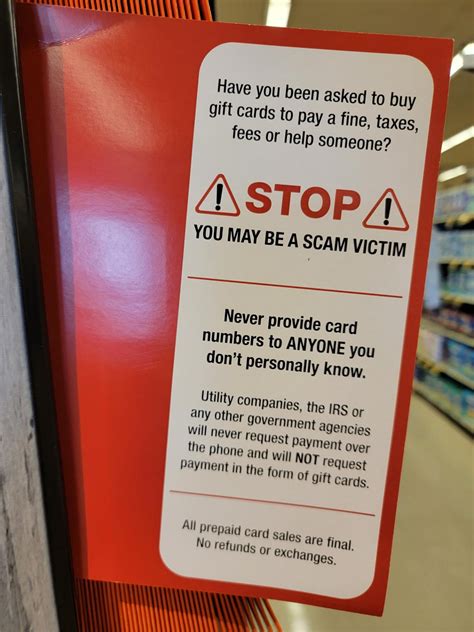 Have you been asked to buy
gift cards to pay a fine, taxes,
fees or help someone?
STOP
YOU MAY BE A SCAM VICTIM
Never provide card
numbers to ANYONE you
don't personally know.
Utility companies, the IRS or
any other government agencies
will never request payment over
the phone and will NOT request
payment in the form of gift cards.
All prepaid card sales are final.
No refunds or exchanges.